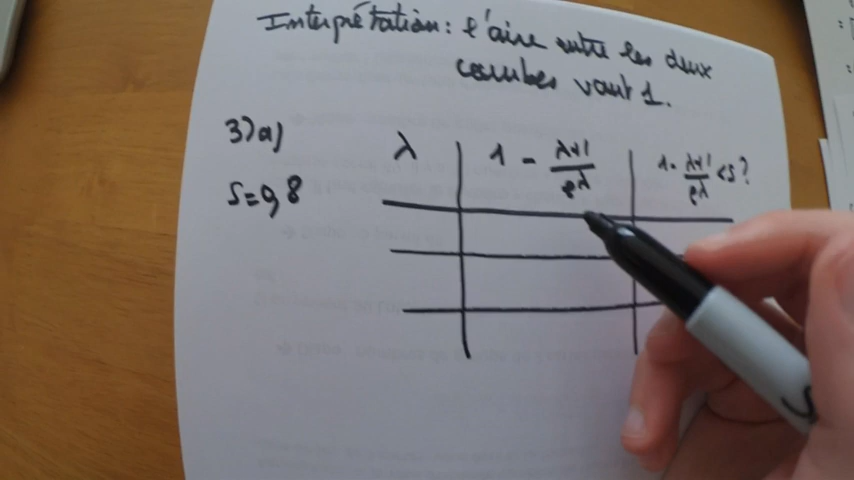 Interprétation: l'aire entre les deux
courbes vaut 1.
3) a)
S=0,8
λ
1 - λ+1/e^λ
1- λ+1/e^λ <S?